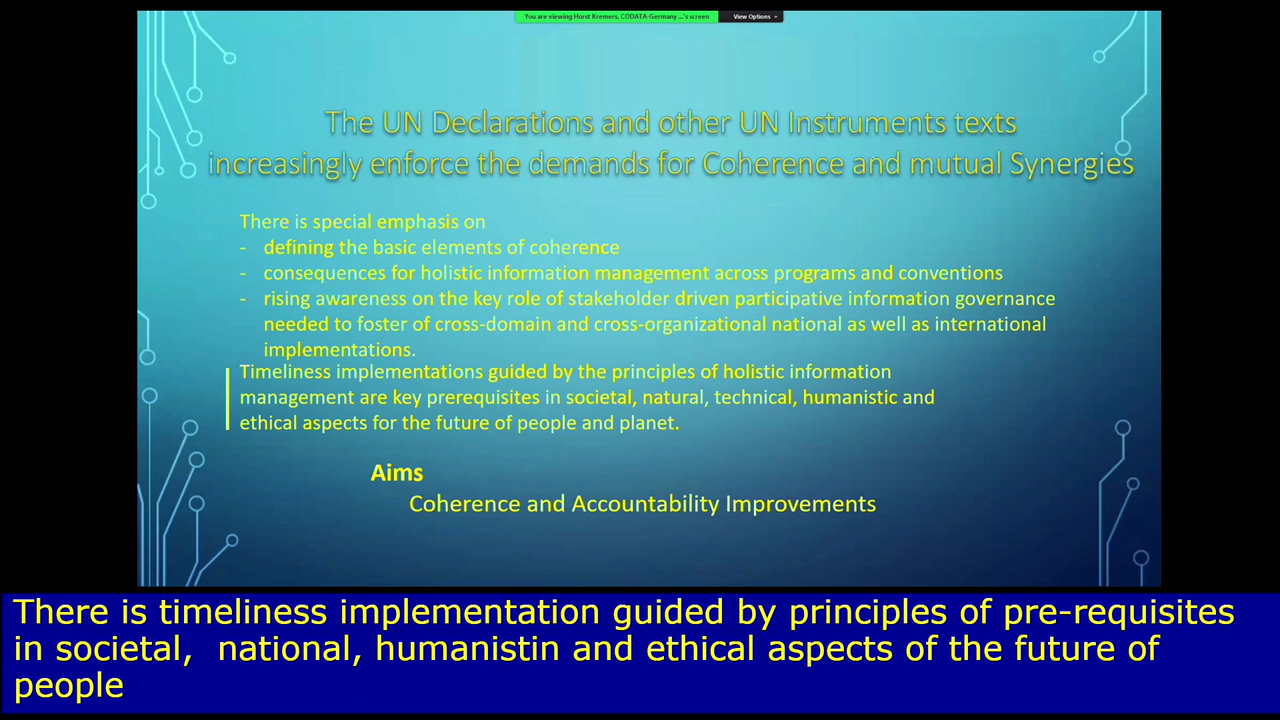 You are viewing Horst Kremers, CODATA-Germany ...'s screen View Options
The UN Declarations and other UN Instruments texts
increasingly enforce the demands for Coherence and mutual Synergies
There is special emphasis on
- defining the basic elements of coherence
- consequences for holistic information management across programs and conventions
- rising awareness on the key role of stakeholder driven participative information governance
needed to foster of cross-domain and cross-organizational national as well as international
implementations.
Timeliness implementations guided by the principles of holistic information
management are key prerequisites in societal, natural, technical, humanistic and
ethical aspects for the future of people and planet.
Aims
Coherence and Accountability Improvements
There is timeliness implementation guided by principles of pre-requisites
in societal,  national, humanistin and ethical aspects of the future of
people